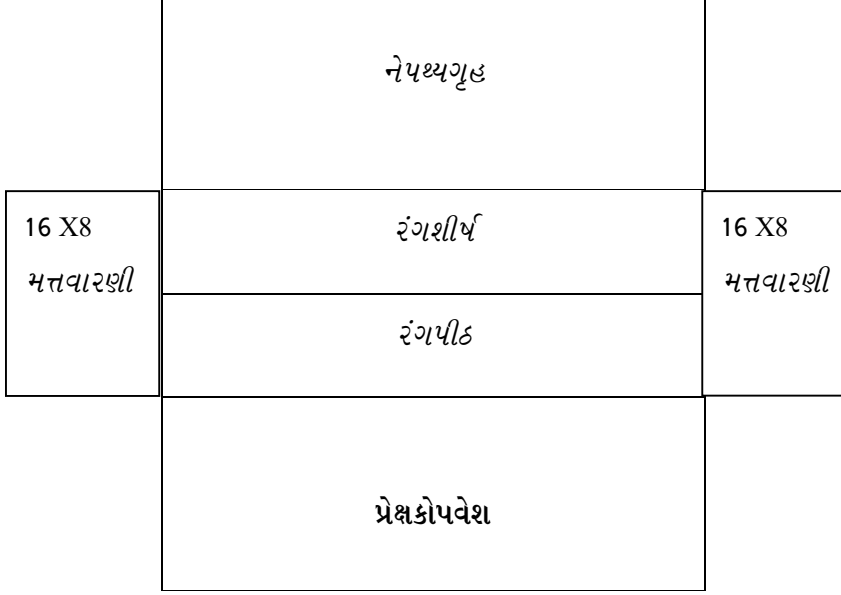 નેપથ્યગૃહ
16 X8
મત્તવારણી
રંગશીર્ષ
રંગપીઠ
16 X8
મત્તવારણી
પ્રેક્ષકોપવેશ